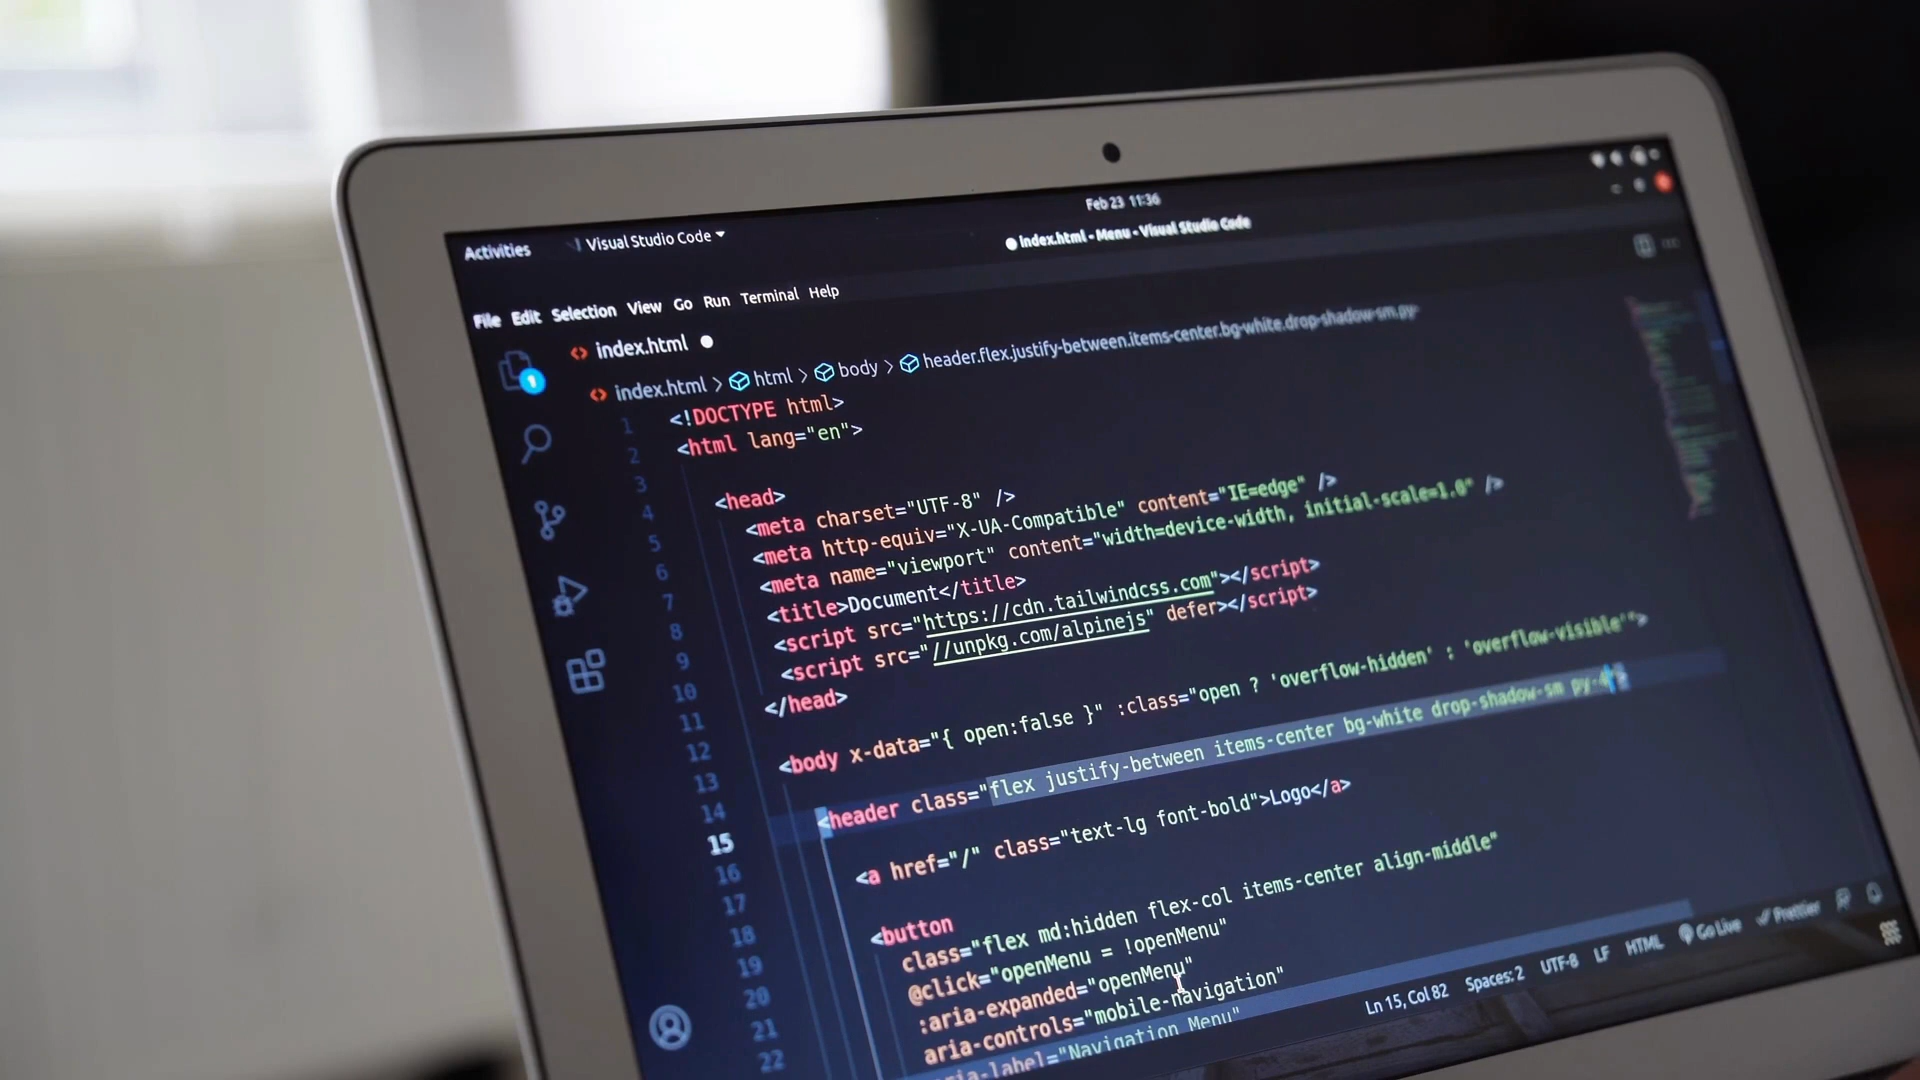 Feb 23 11:36
Activities
Visual Studio Code
index.html - Menu - Visual Studio Code
File Edit Selection View Go Run Terminal Help
index.html
1
index.html > html > body > header.flex.justify-between.items-center.bg-white.drop-shadow-sm.py-
1 <!DOCTYPE html>
2 <html lang="en">
3
4 <head>
5 <meta charset="UTF-8" />
6 <meta http-equiv="X-UA-Compatible" content="IE=edge" />
7 <meta name="viewport" content="width=device-width, initial-scale=1.0" />
8 <title>Document</title>
9 <script src="https://cdn.tailwindcss.com"></script>
10 <script src="//unpkg.com/alpinejs" defer></script>
11 </head>
12
13 <body x-data="{ open:false }" :class="open ? 'overflow-hidden' : 'overflow-visible'">
14
15 <header class="flex justify-between items-center bg-white drop-shadow-sm py-4">
16
17 <a href="/" class="text-lg font-bold">Logo</a>
18
19 <button
20 class="flex md:hidden flex-col items-center align-middle"
21 @click="openMenu = !openMenu"
22 :aria-expanded="openMenu"
aria-controls="mobile-navigation"
aria-label="Navigation Menu"
Ln 15, Col 82 Spaces: 2 UTF-8 LF HTML Go Live Prettier